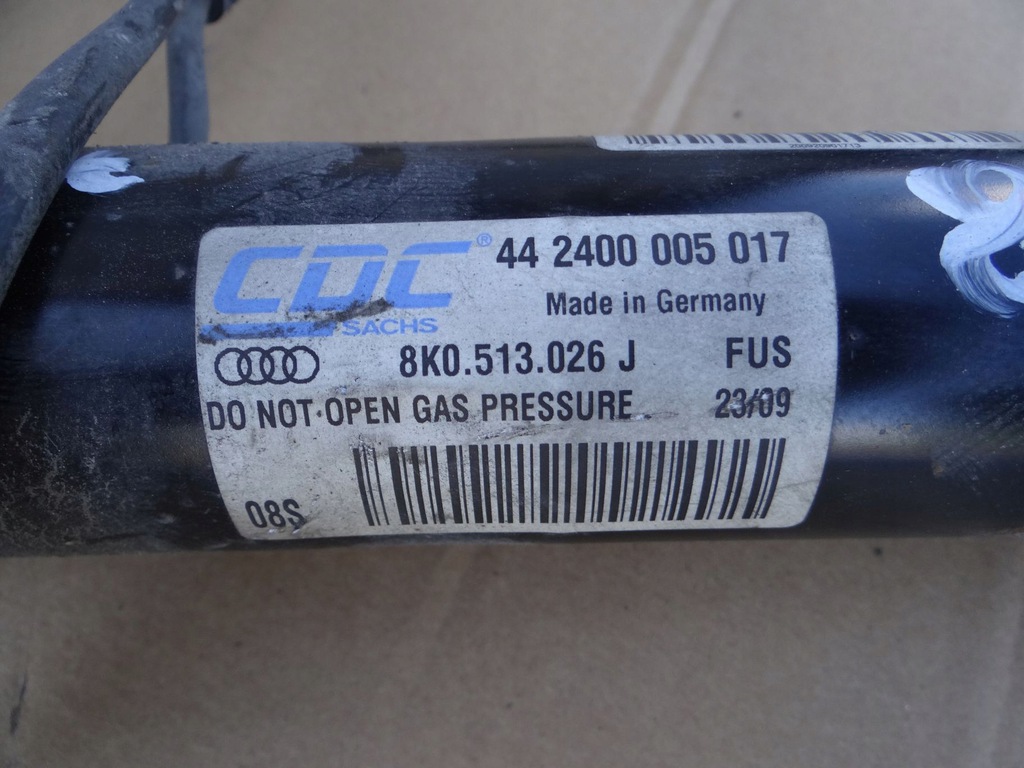 CDC® 44 2400 005 017
SACHS Made in Germany
8K0.513.026 J FUS
DO NOT OPEN GAS PRESSURE 23/09
08S